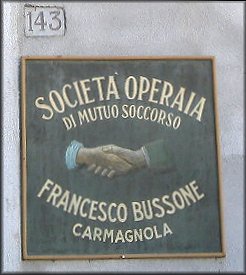 143
SOCIETÀ OPERAIA
DI MUTUO SOCCORSO
FRANCESCO BUSSONE
CARMAGNOLA